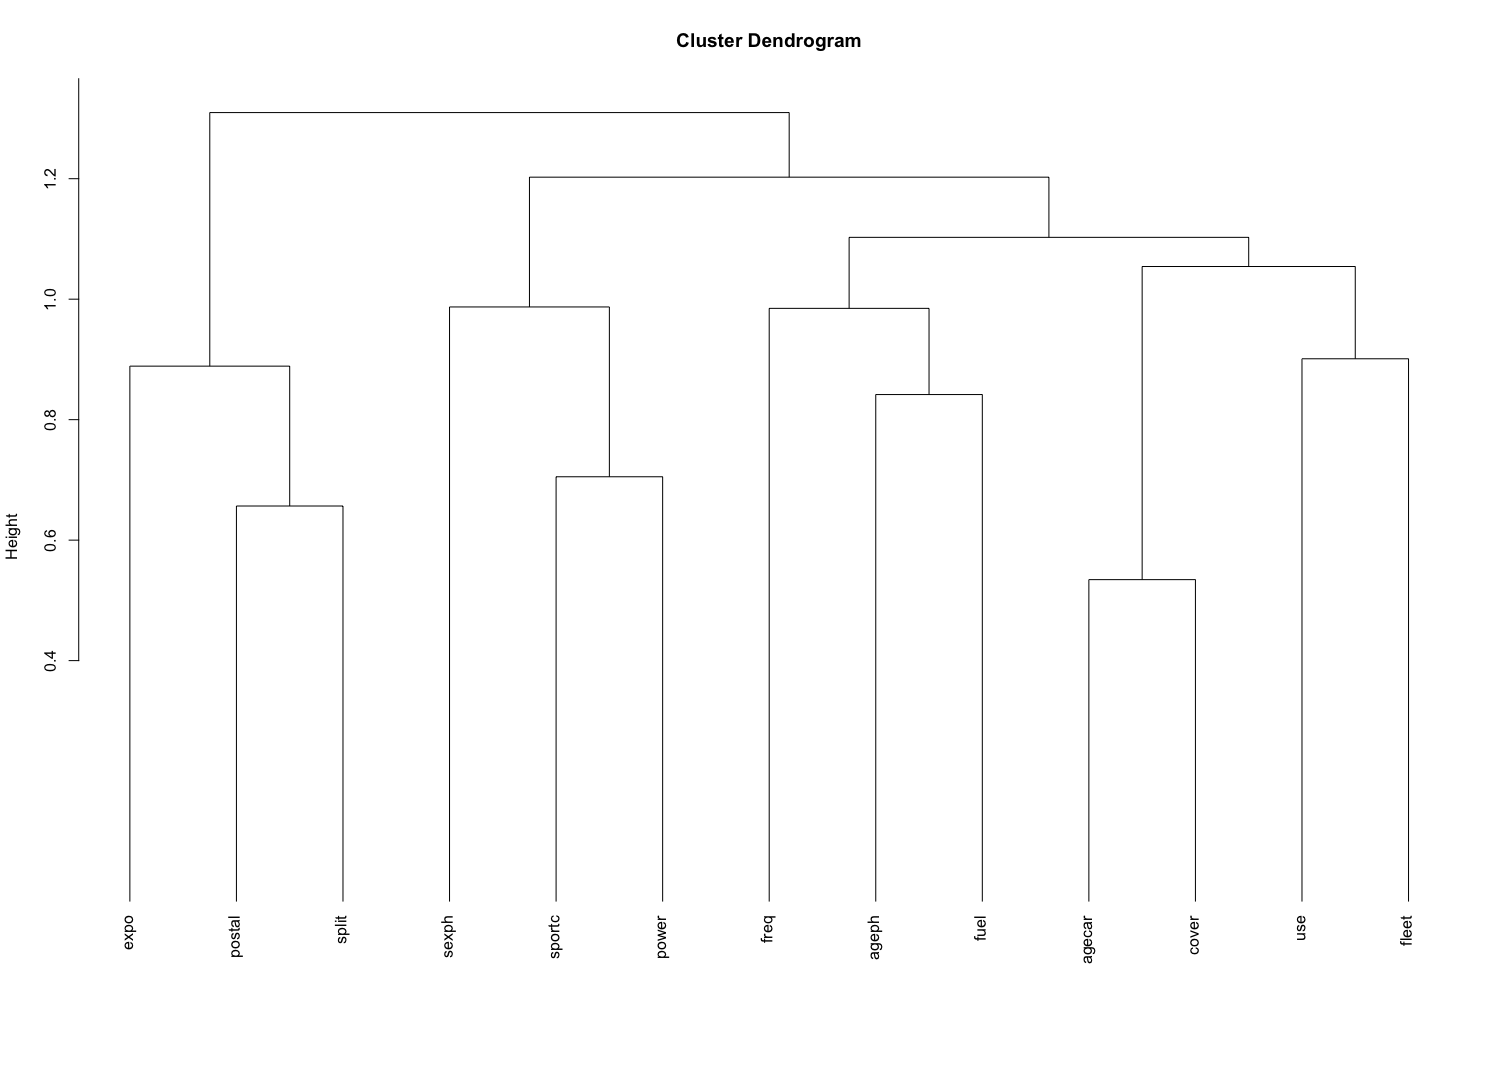 Cluster Dendrogram
Height
1.2
1.0
0.8
0.6
0.4
expo
postal
split
sexph
sportc
power
freq
ageph
fuel
agecar
cover
use
fleet